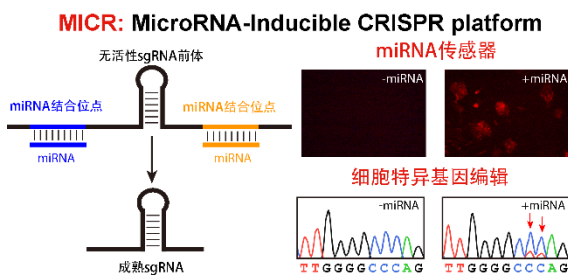 MICR: MicroRNA-Inducible CRISPR platform
无活性sgRNA前体
miRNA结合位点
miRNA结合位点
miRNA
miRNA
成熟sgRNA
miRNA传感器
-miRNA
+miRNA
细胞特异基因编辑
-miRNA
+miRNA
TTGGGGCCCAG
TTGGGGCCCAG